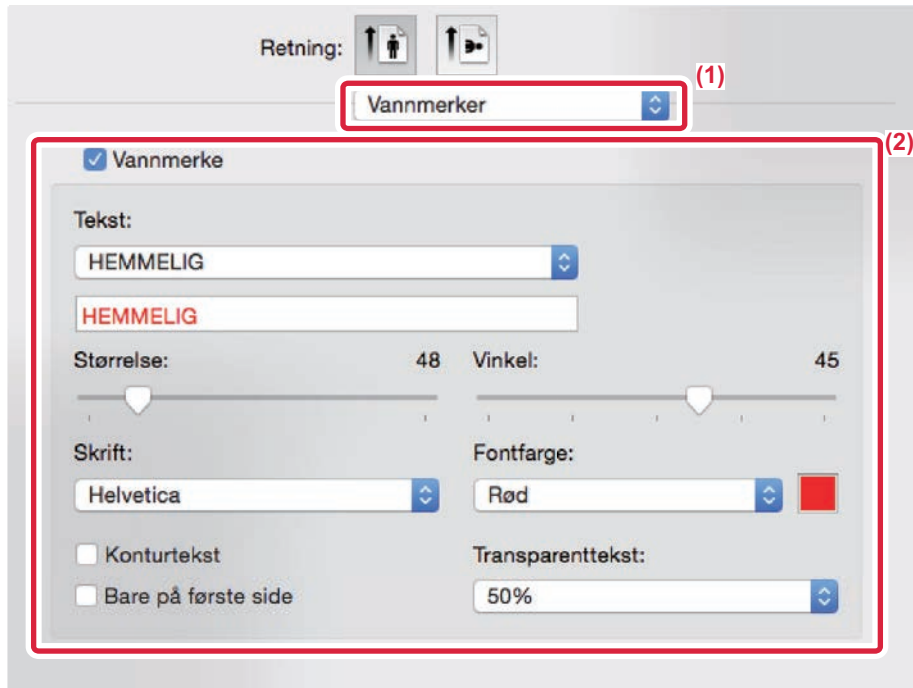 Retning:
(1)
Vannmerker
(2)
Vannmerke
Tekst:
HEMMELIG
HEMMELIG
Størrelse: 48 Vinkel: 45
Skrift: Fontfarge:
Helvetica Rød
Konturtekst Transparenttekst:
Bare på første side 50%